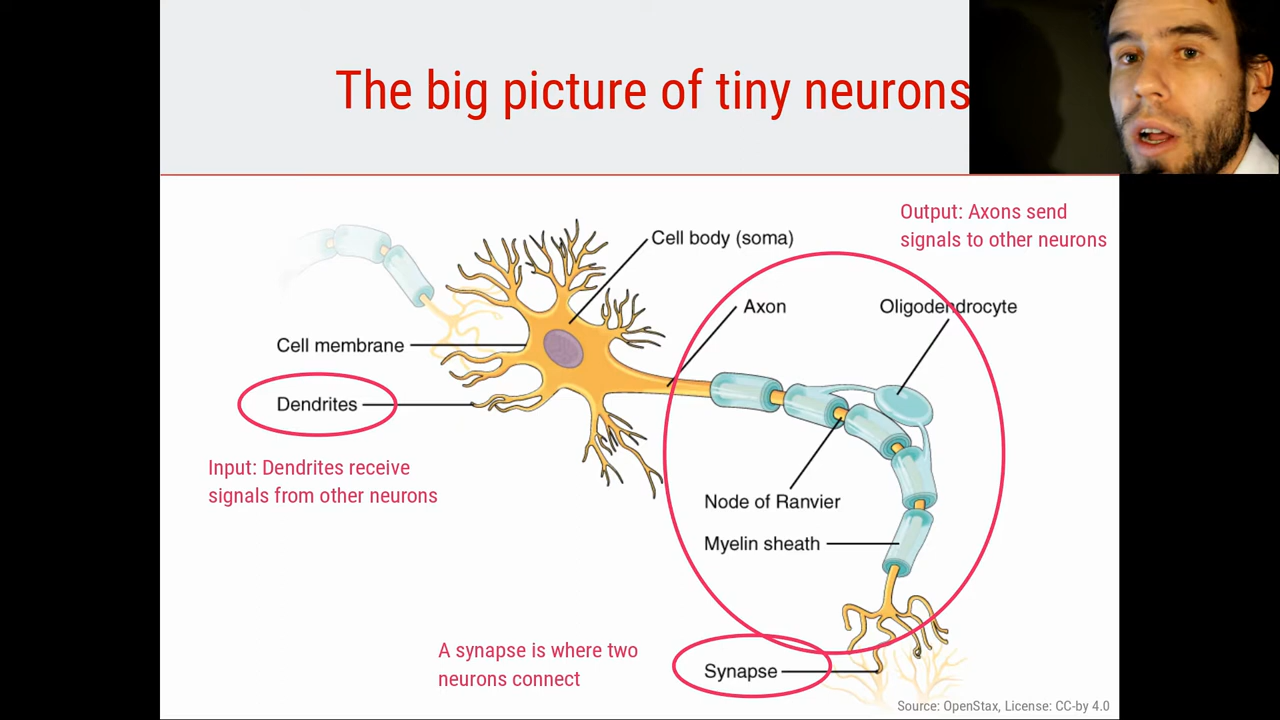 The big picture of tiny neurons
Output: Axons send
signals to other neurons
Cell body (soma)
Axon
Oligodendrocyte
Cell membrane
Dendrites
Input: Dendrites receive
signals from other neurons
Node of Ranvier
Myelin sheath
A synapse is where two
neurons connect
Synapse
Source: OpenStax, License: CC-by 4.0